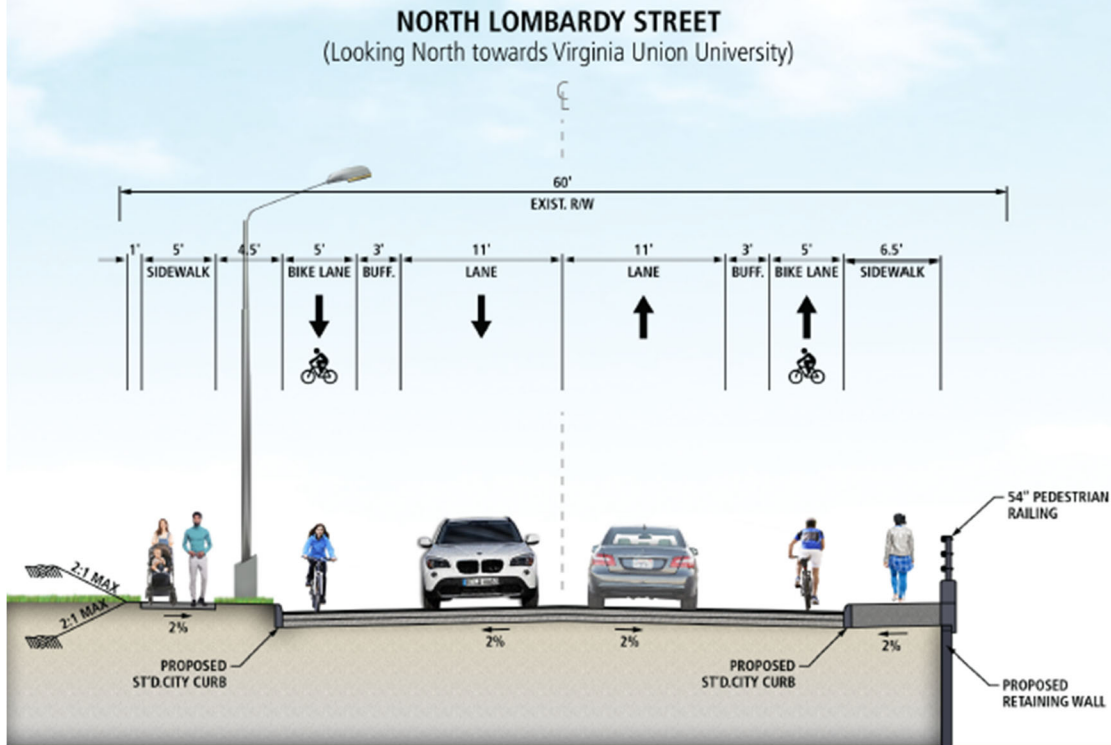 NORTH LOMBARDY STREET
(Looking North towards Virginia Union University)
CL
60'
EXIST. R/W
1' 5' 4.5' 5' 3' 11' 11' 3' 5' 6.5'
SIDEWALK BIKE LANE BUFF. LANE LANE BUFF. BIKE LANE SIDEWALK
54" PEDESTRIAN
RAILING
2:1 MAX
2:1 MAX
2% 2% 2% 2%
PROPOSED
ST'D.CITY CURB
PROPOSED
ST'D.CITY CURB
PROPOSED
RETAINING WALL